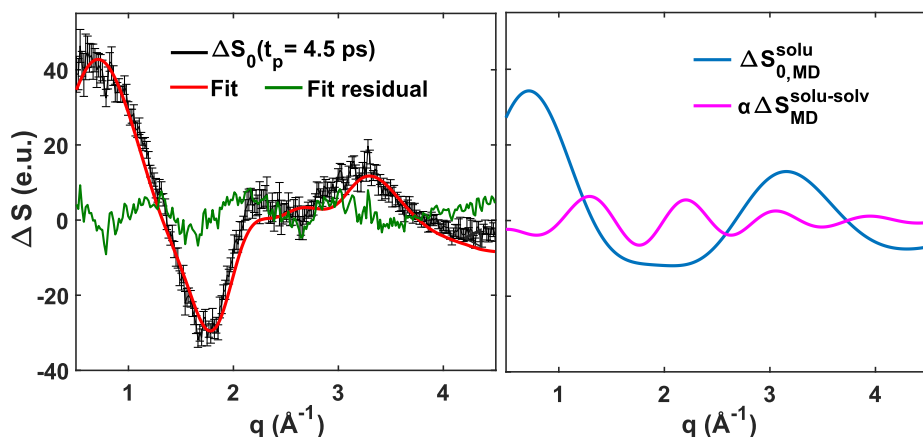 ΔS₀(tₚ= 4.5 ps)
Fit
Fit residual
ΔS (e.u.)
40
20
0
-20
-40
1
2
3
4
q (Å⁻¹)
ΔS₀,MD^solu
α ΔS_MD^solu-solv
1
2
3
4
q (Å⁻¹)